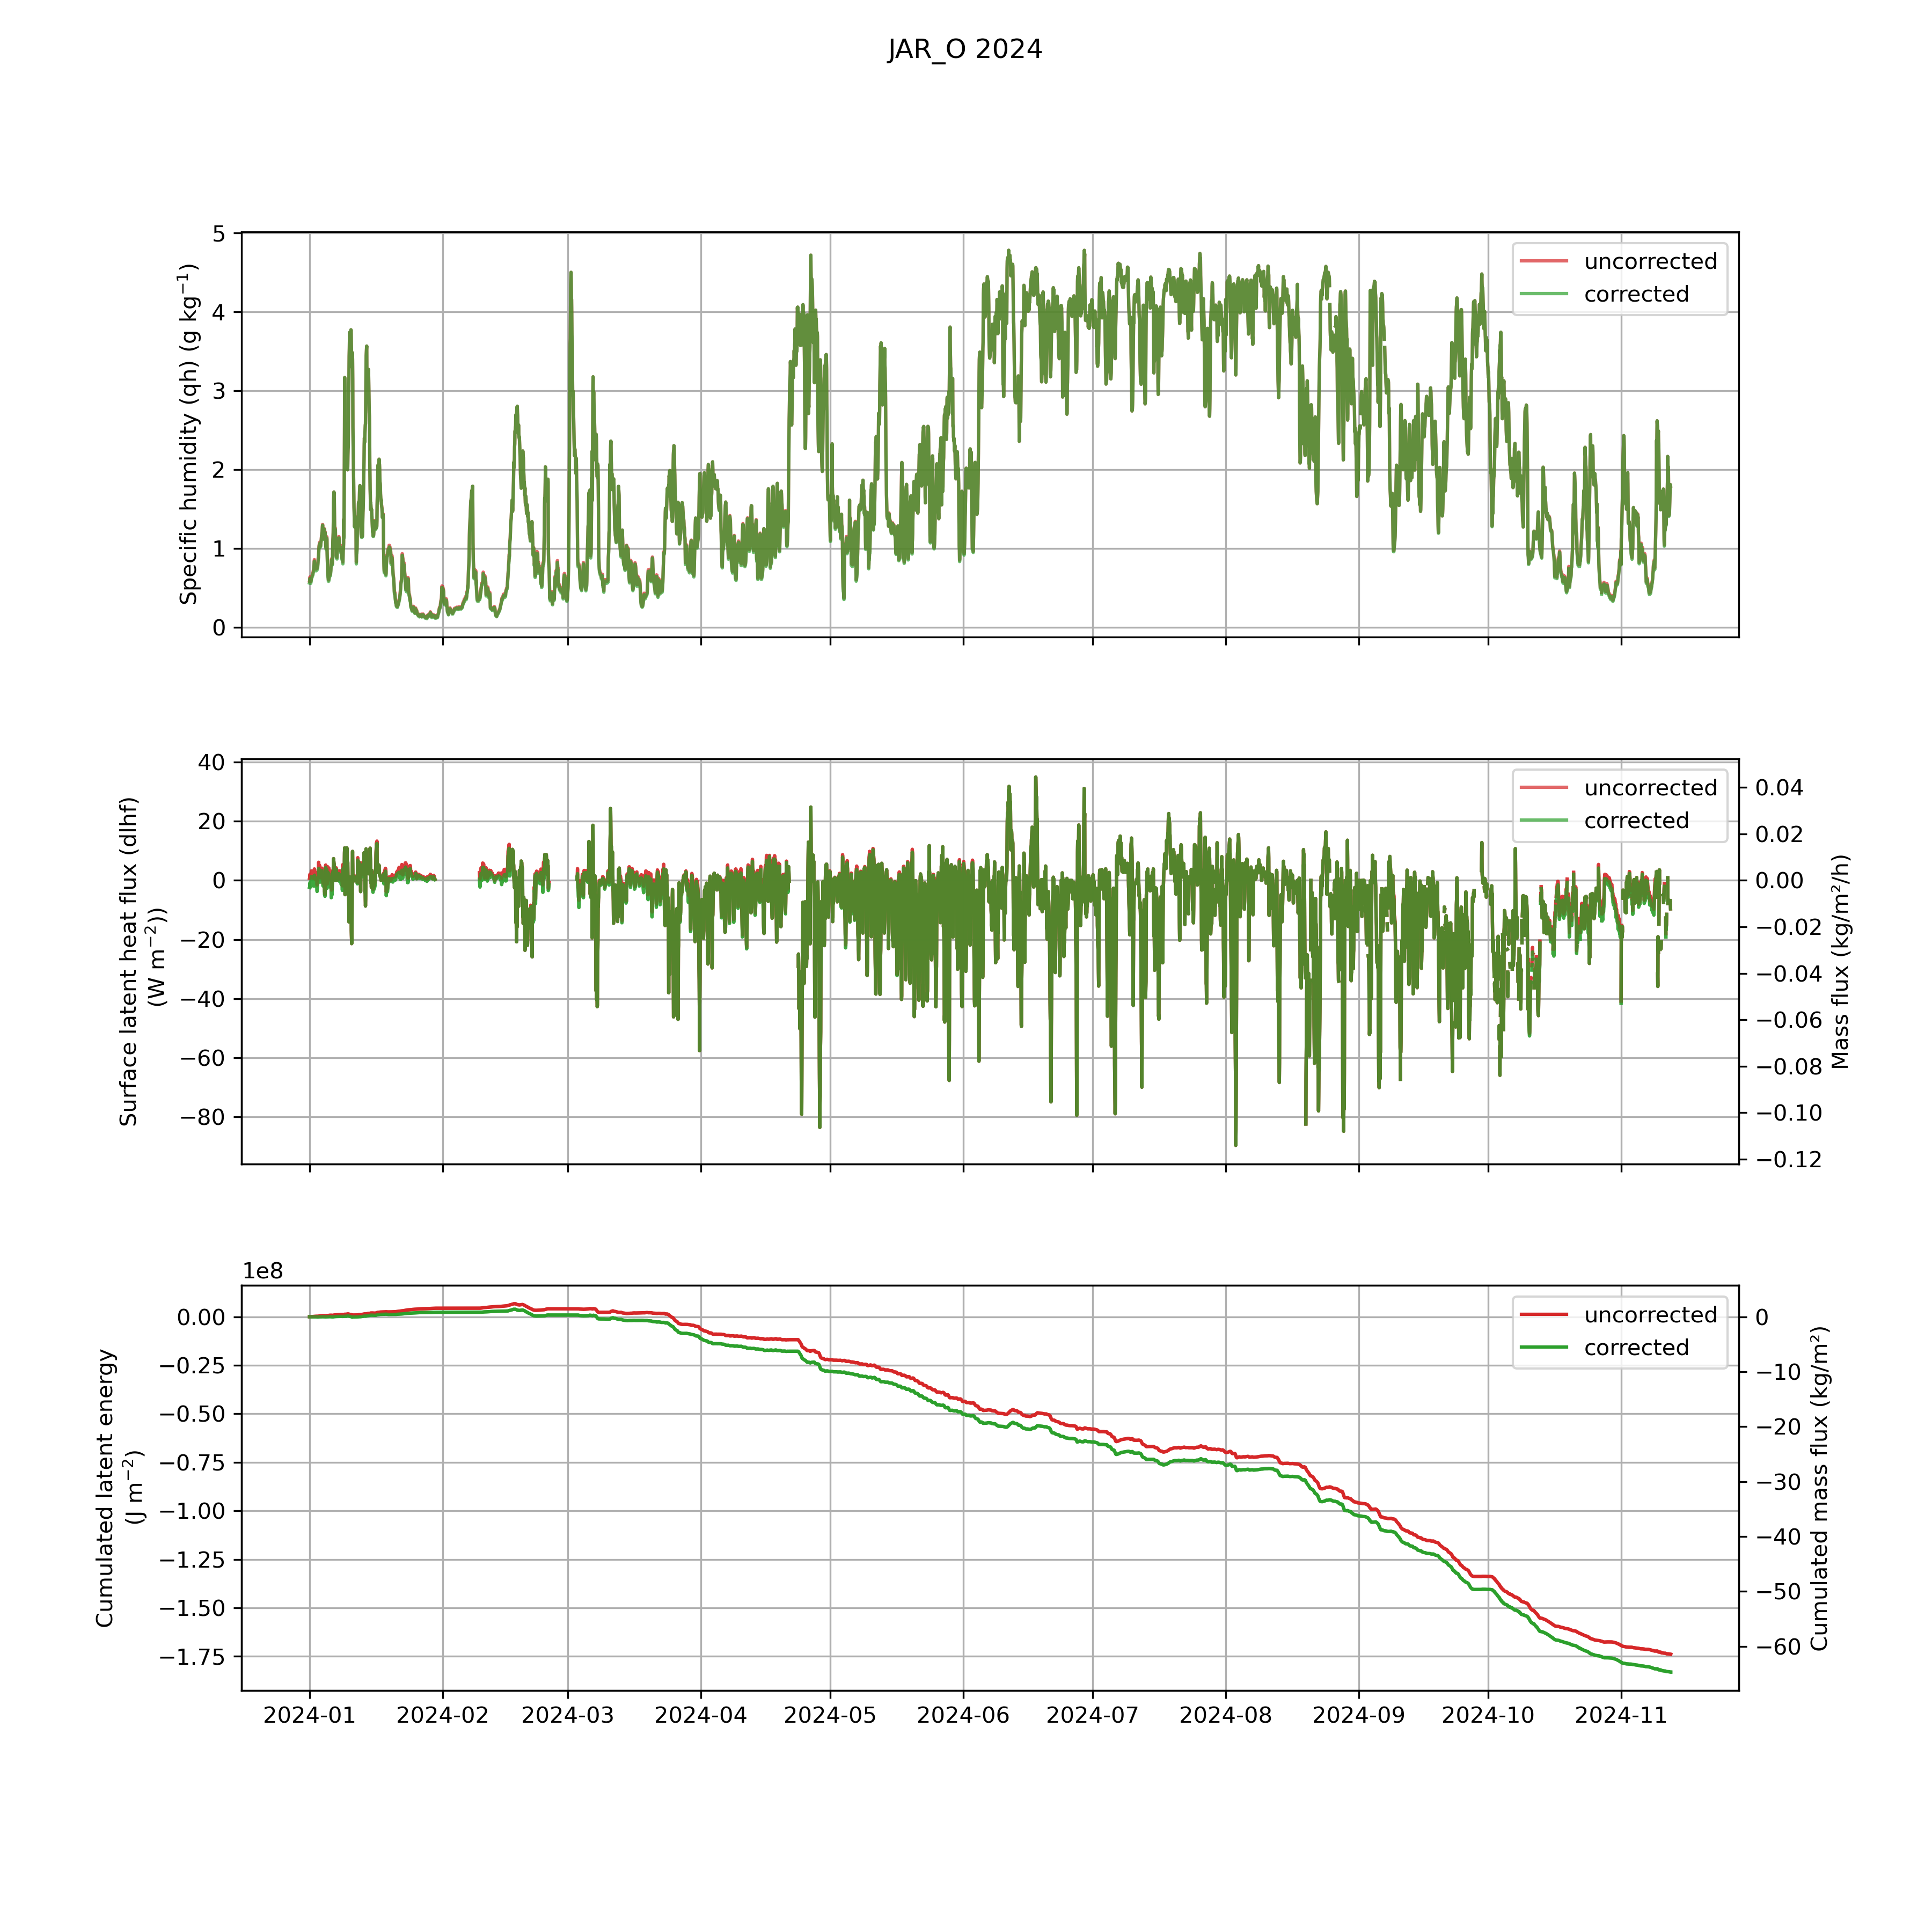 JAR_O 2024
Specific humidity (qh) (g kg⁻¹)
5
4
3
2
1
0
uncorrected
corrected
Surface latent heat flux (dlhf)
(W m⁻²))
40
20
0
−20
−40
−60
−80
uncorrected
corrected
0.04
0.02
0.00
−0.02
−0.04
−0.06
−0.08
−0.10
−0.12
Mass flux (kg/m²/h)
1e8
Cumulated latent energy
(J m⁻²)
0.00
−0.25
−0.50
−0.75
−1.00
−1.25
−1.50
−1.75
uncorrected
corrected
0
−10
−20
−30
−40
−50
−60
Cumulated mass flux (kg/m²)
2024-01 2024-02 2024-03 2024-04 2024-05 2024-06 2024-07 2024-08 2024-09 2024-10 2024-11